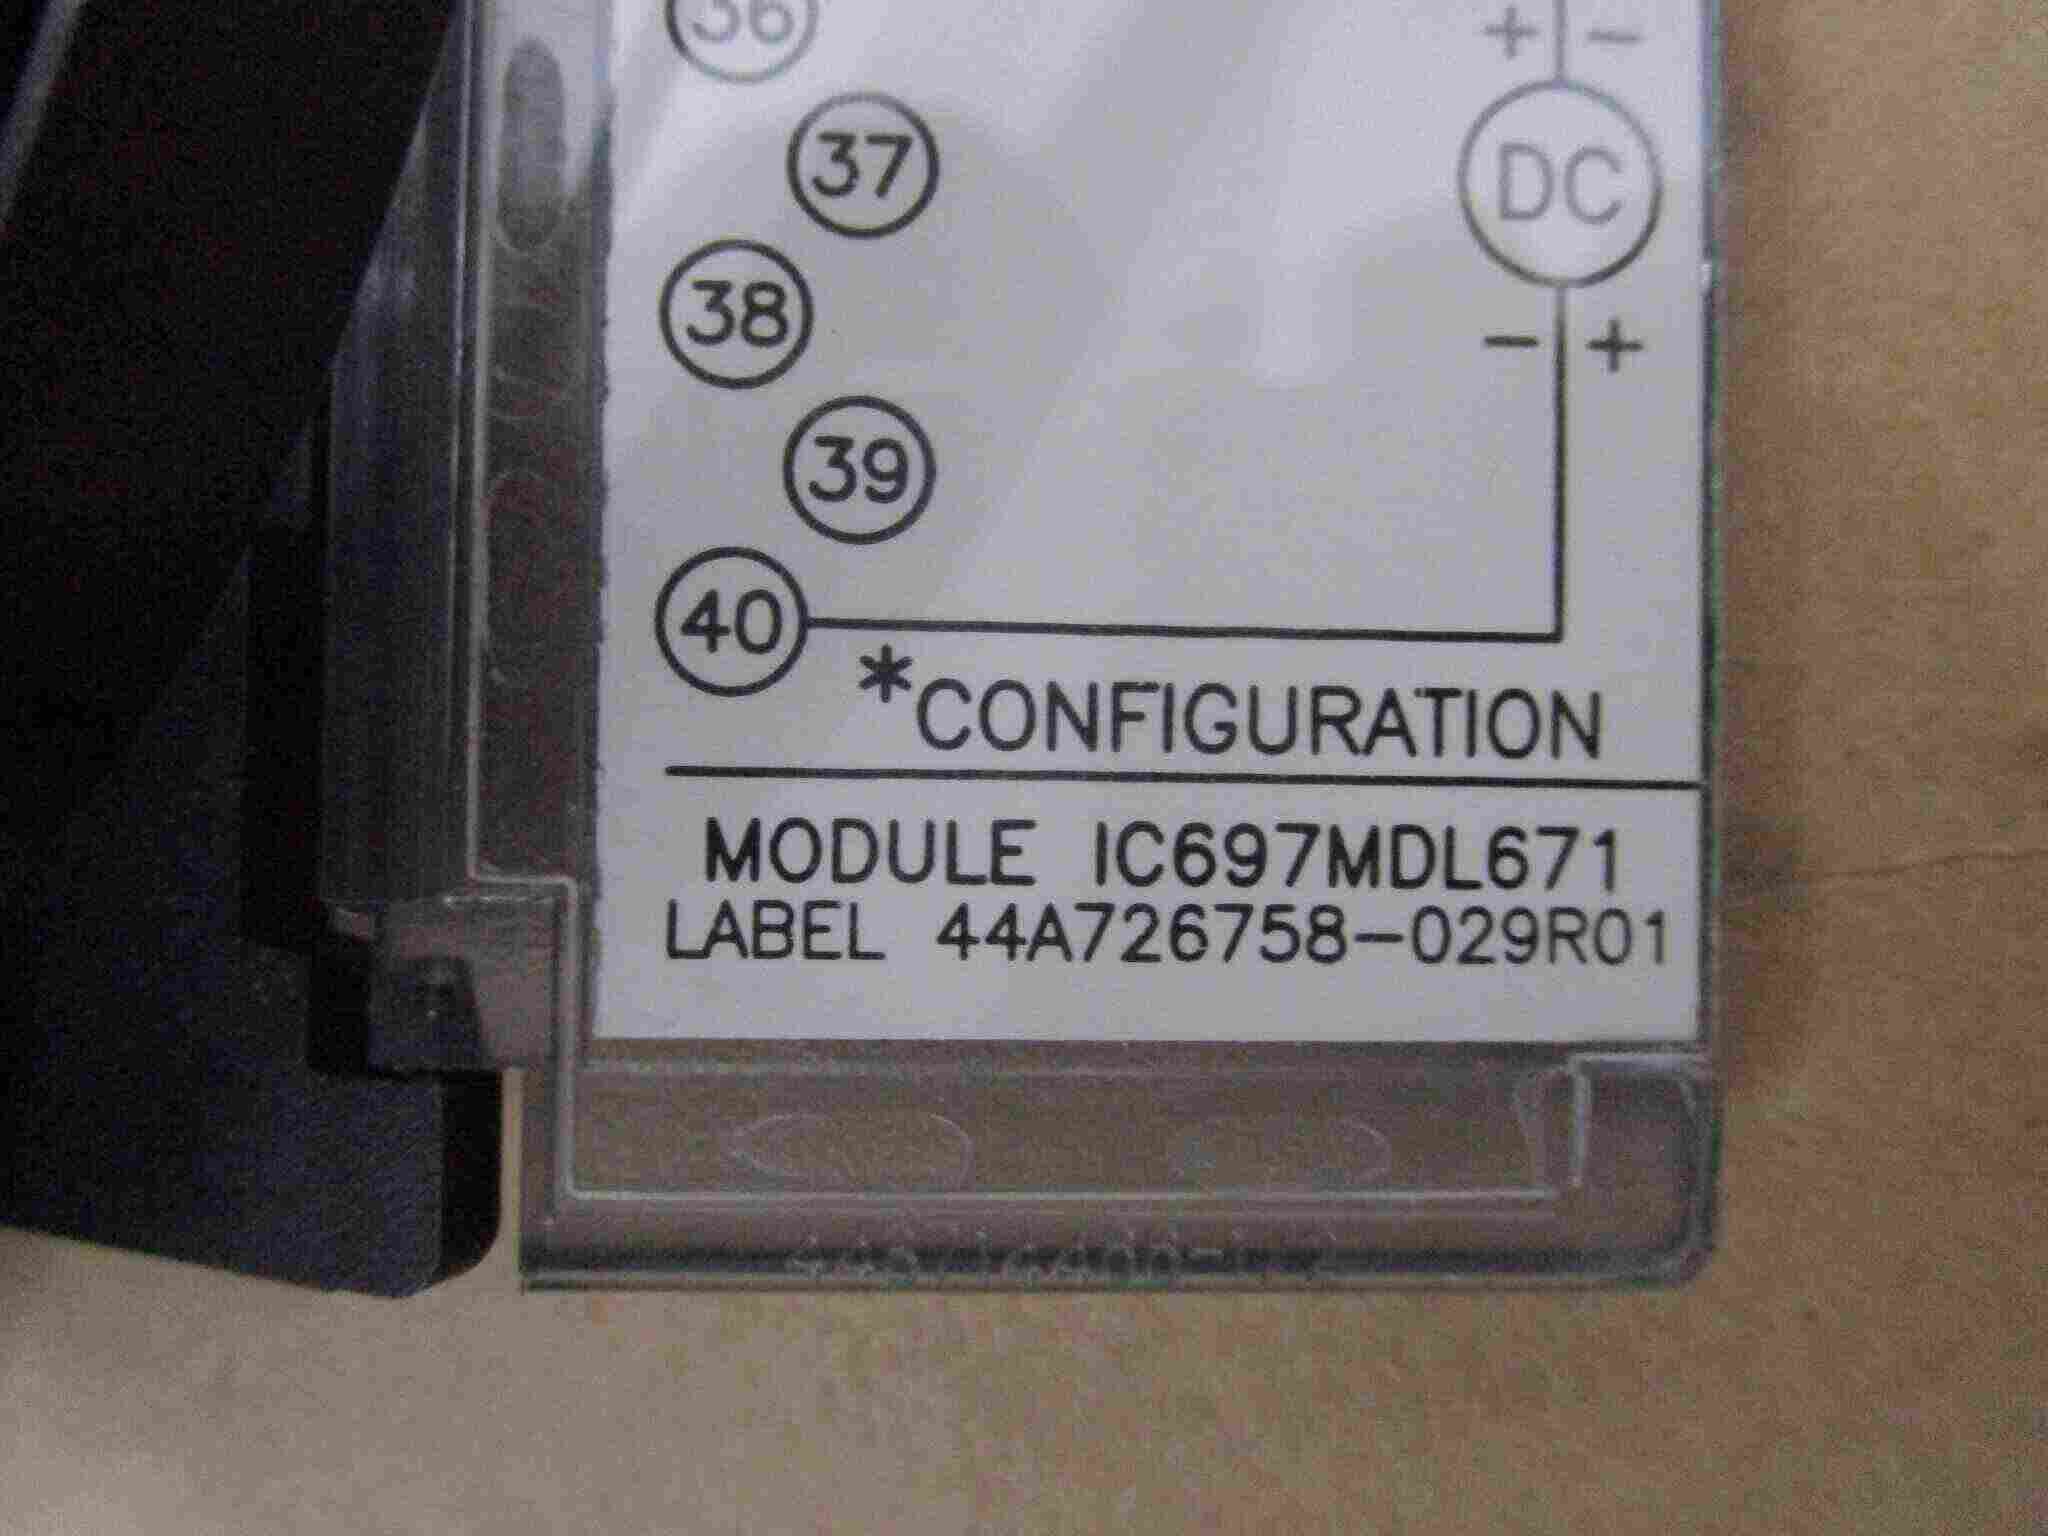 36
+ -
37
DC
38
- +
39
40
*CONFIGURATION
MODULE IC697MDL671
LABEL 44A726758-029R01